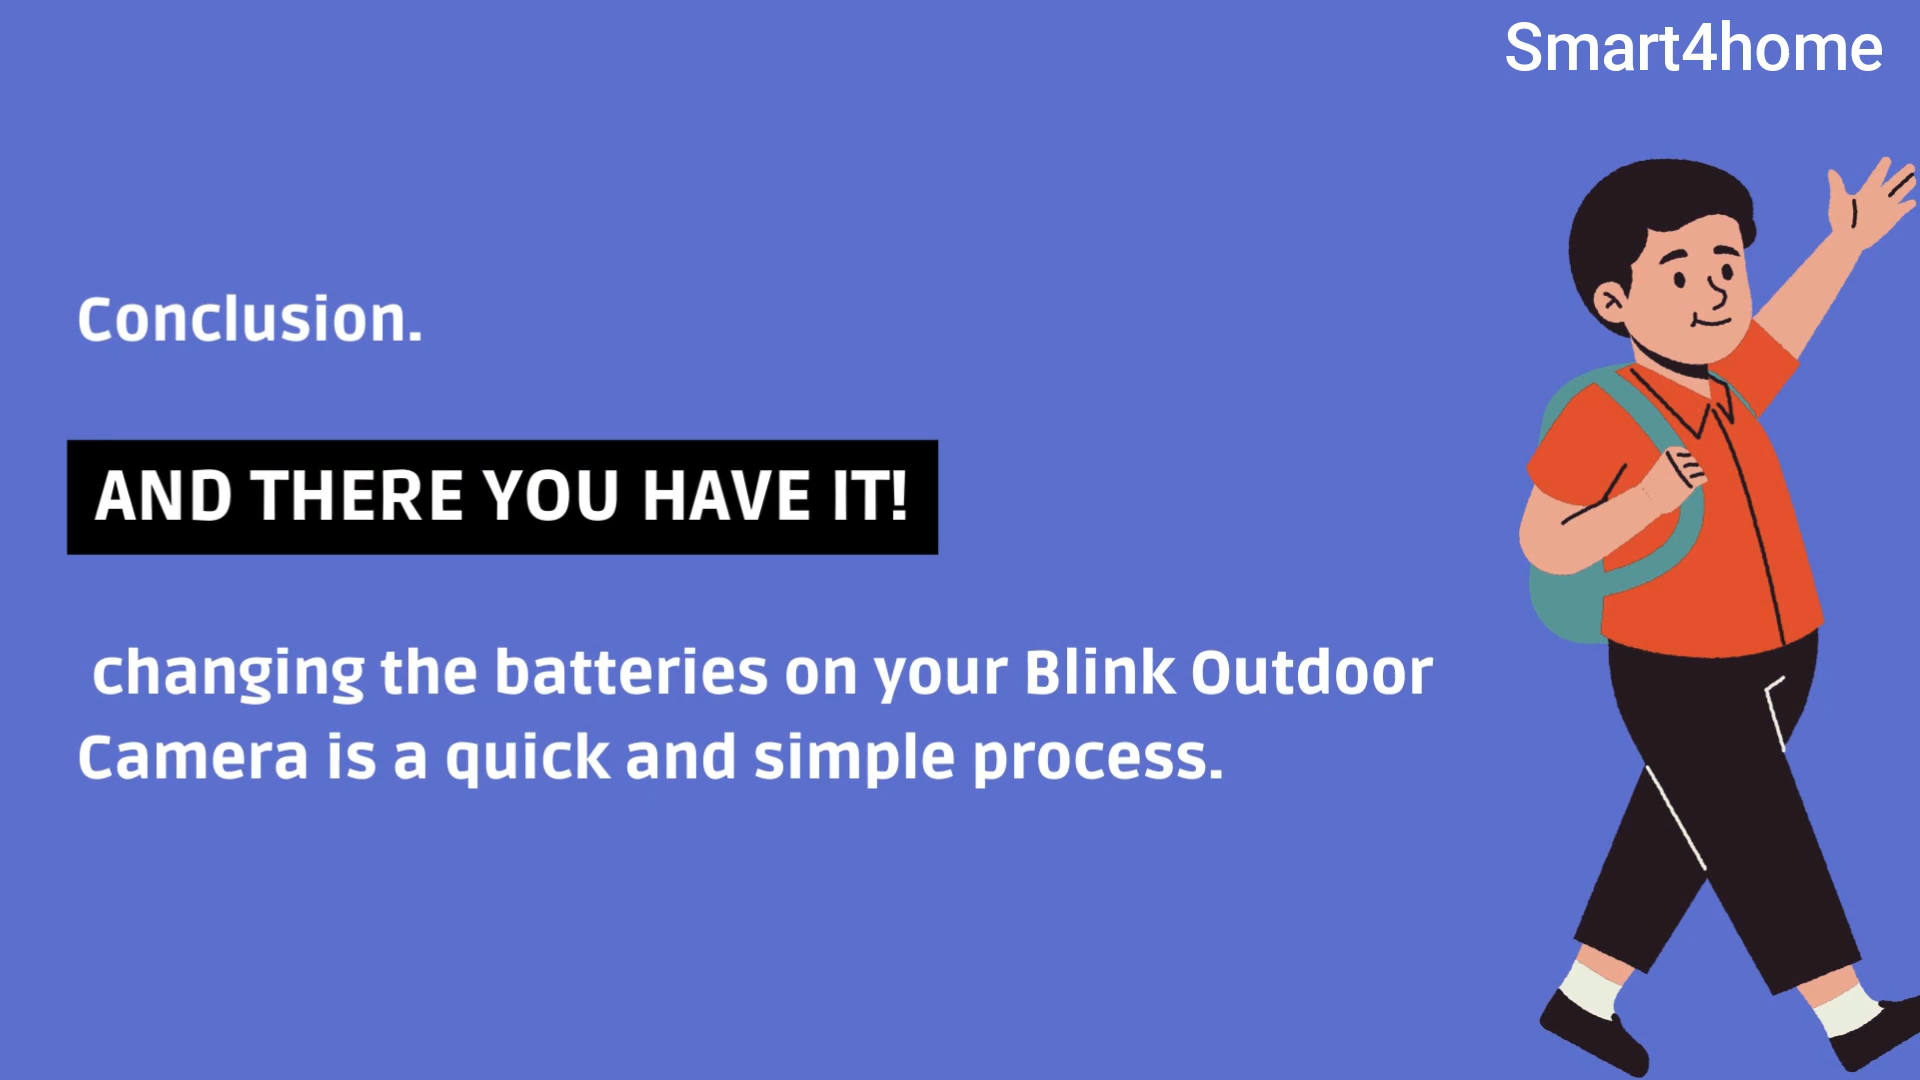 Smart4home
Conclusion.
AND THERE YOU HAVE IT!
changing the batteries on your Blink Outdoor
Camera is a quick and simple process.